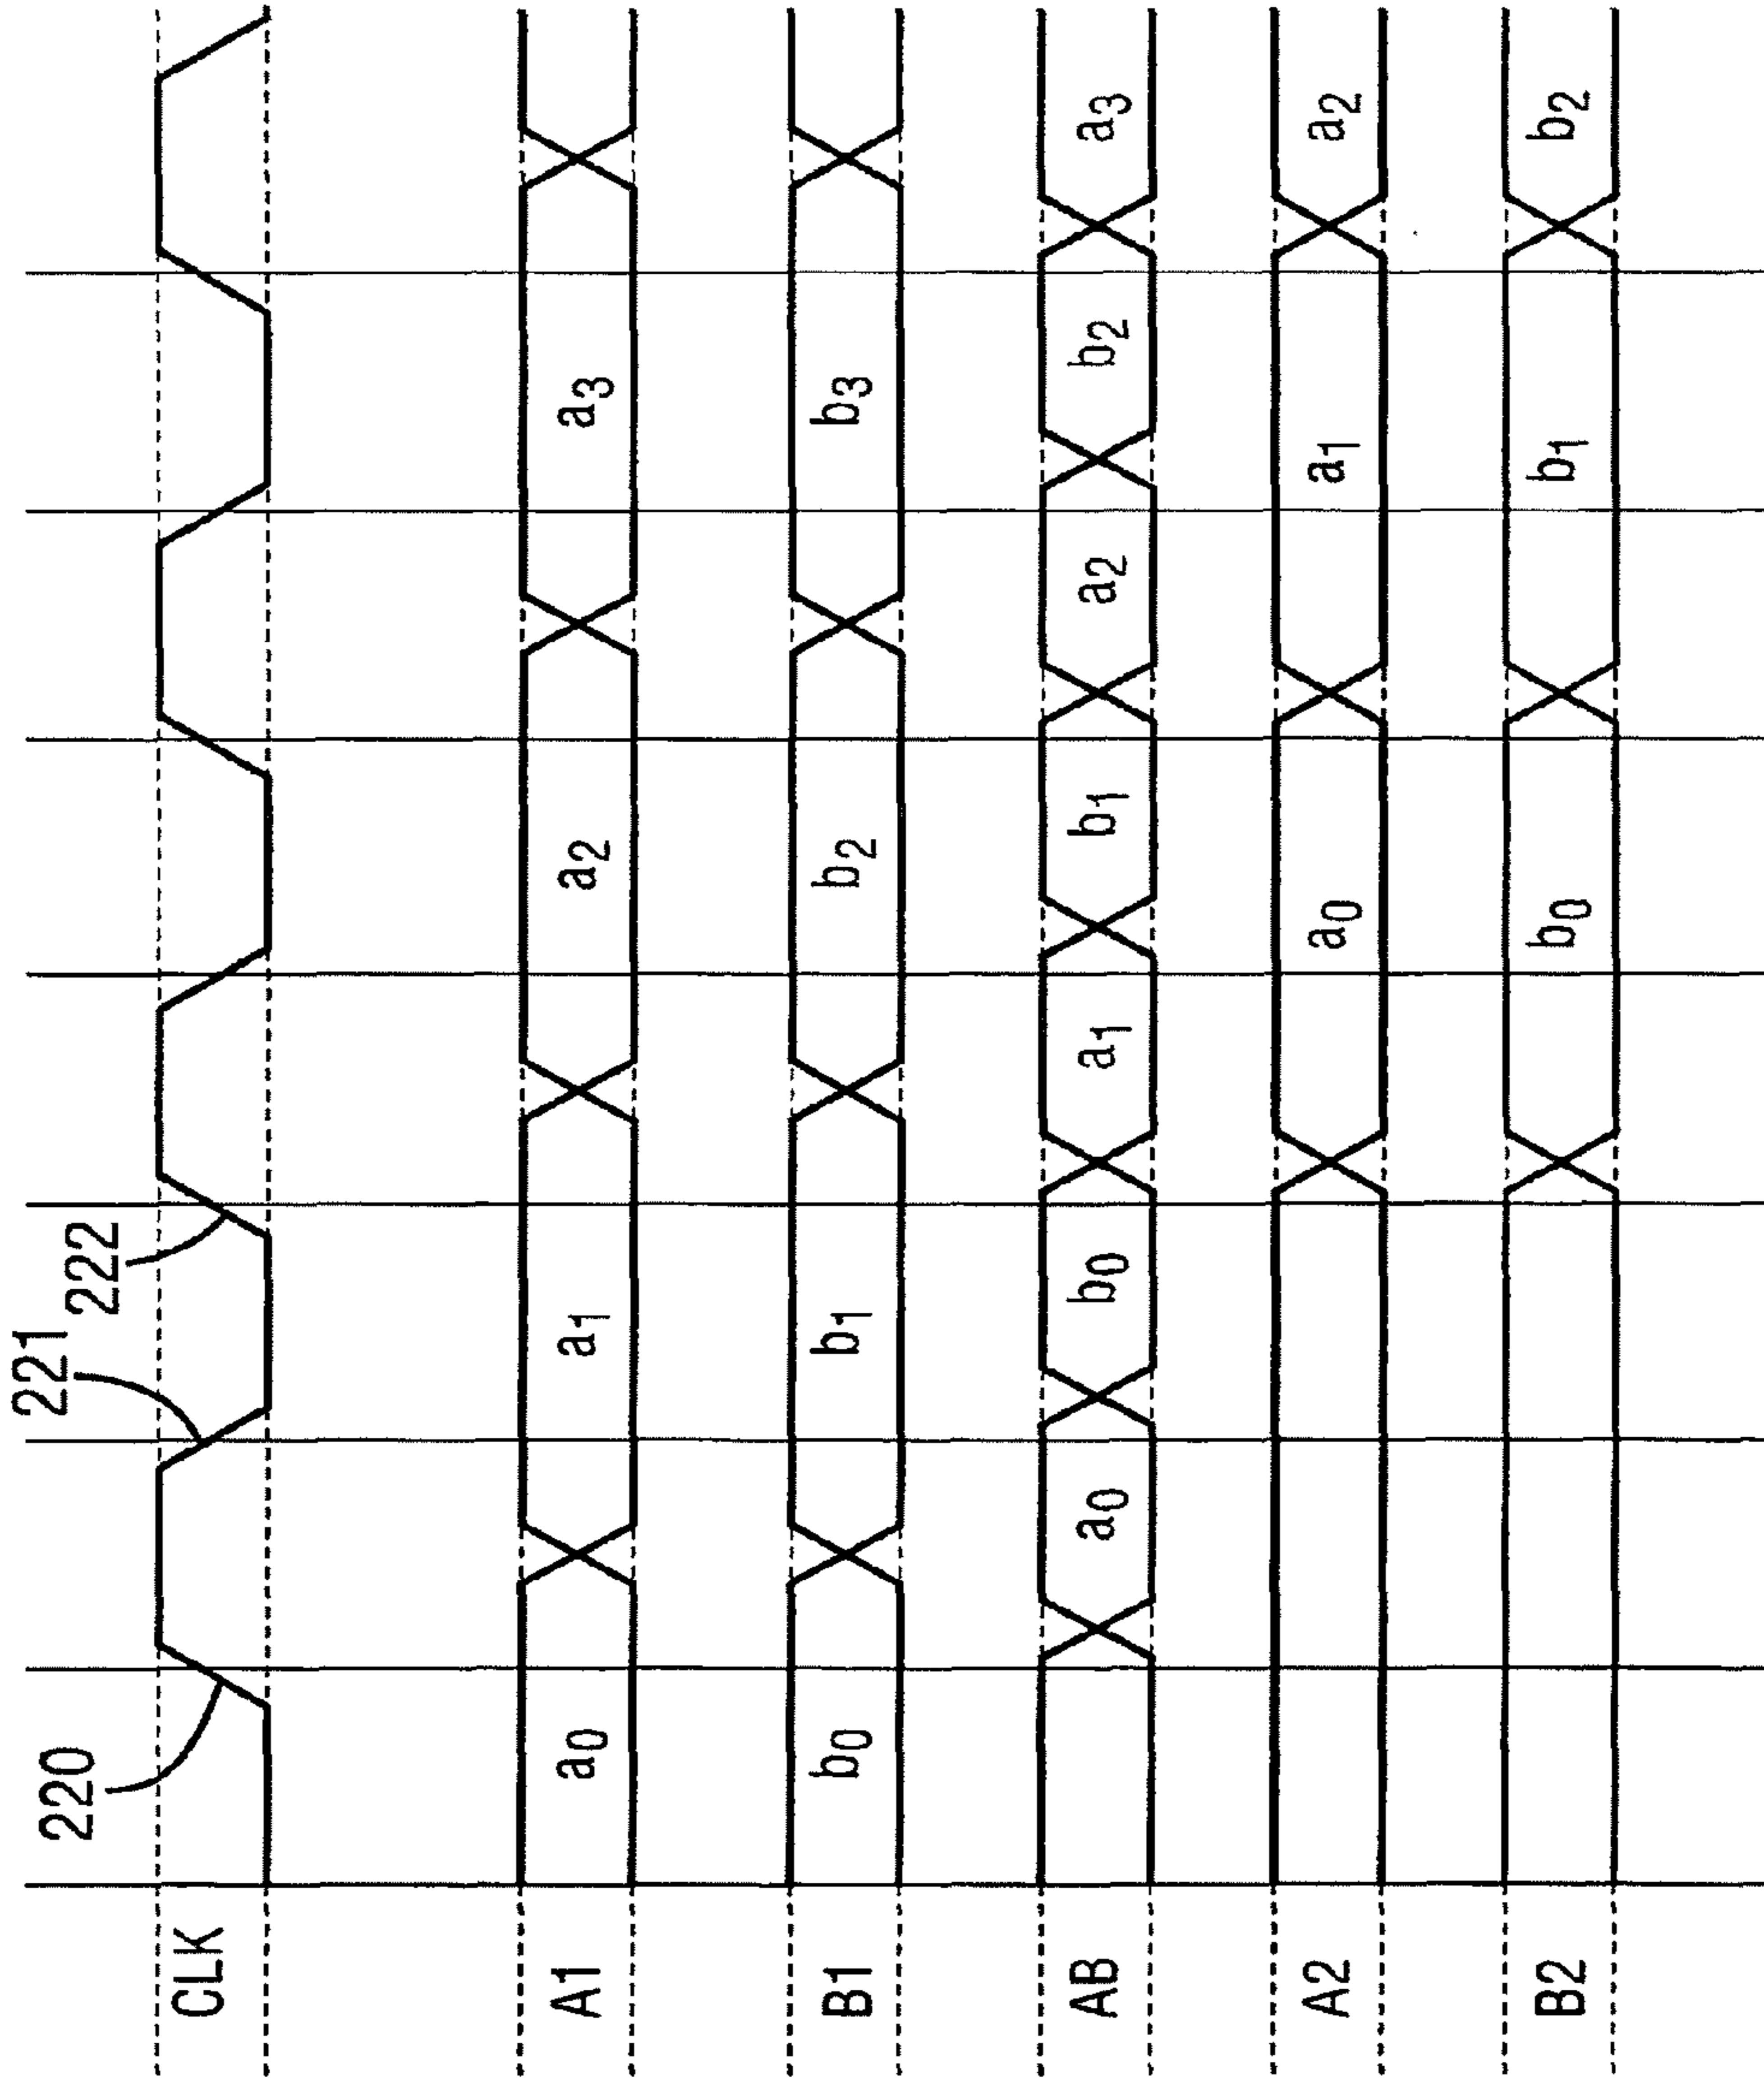 220
221
222
CLK
A1 a0 a1 a2 a3
B1 b0 b1 b2 b3
AB a0 b0 a1 b1 a2 b2 a3
A2 a0 a1 a2
B2 b0 b1 b2